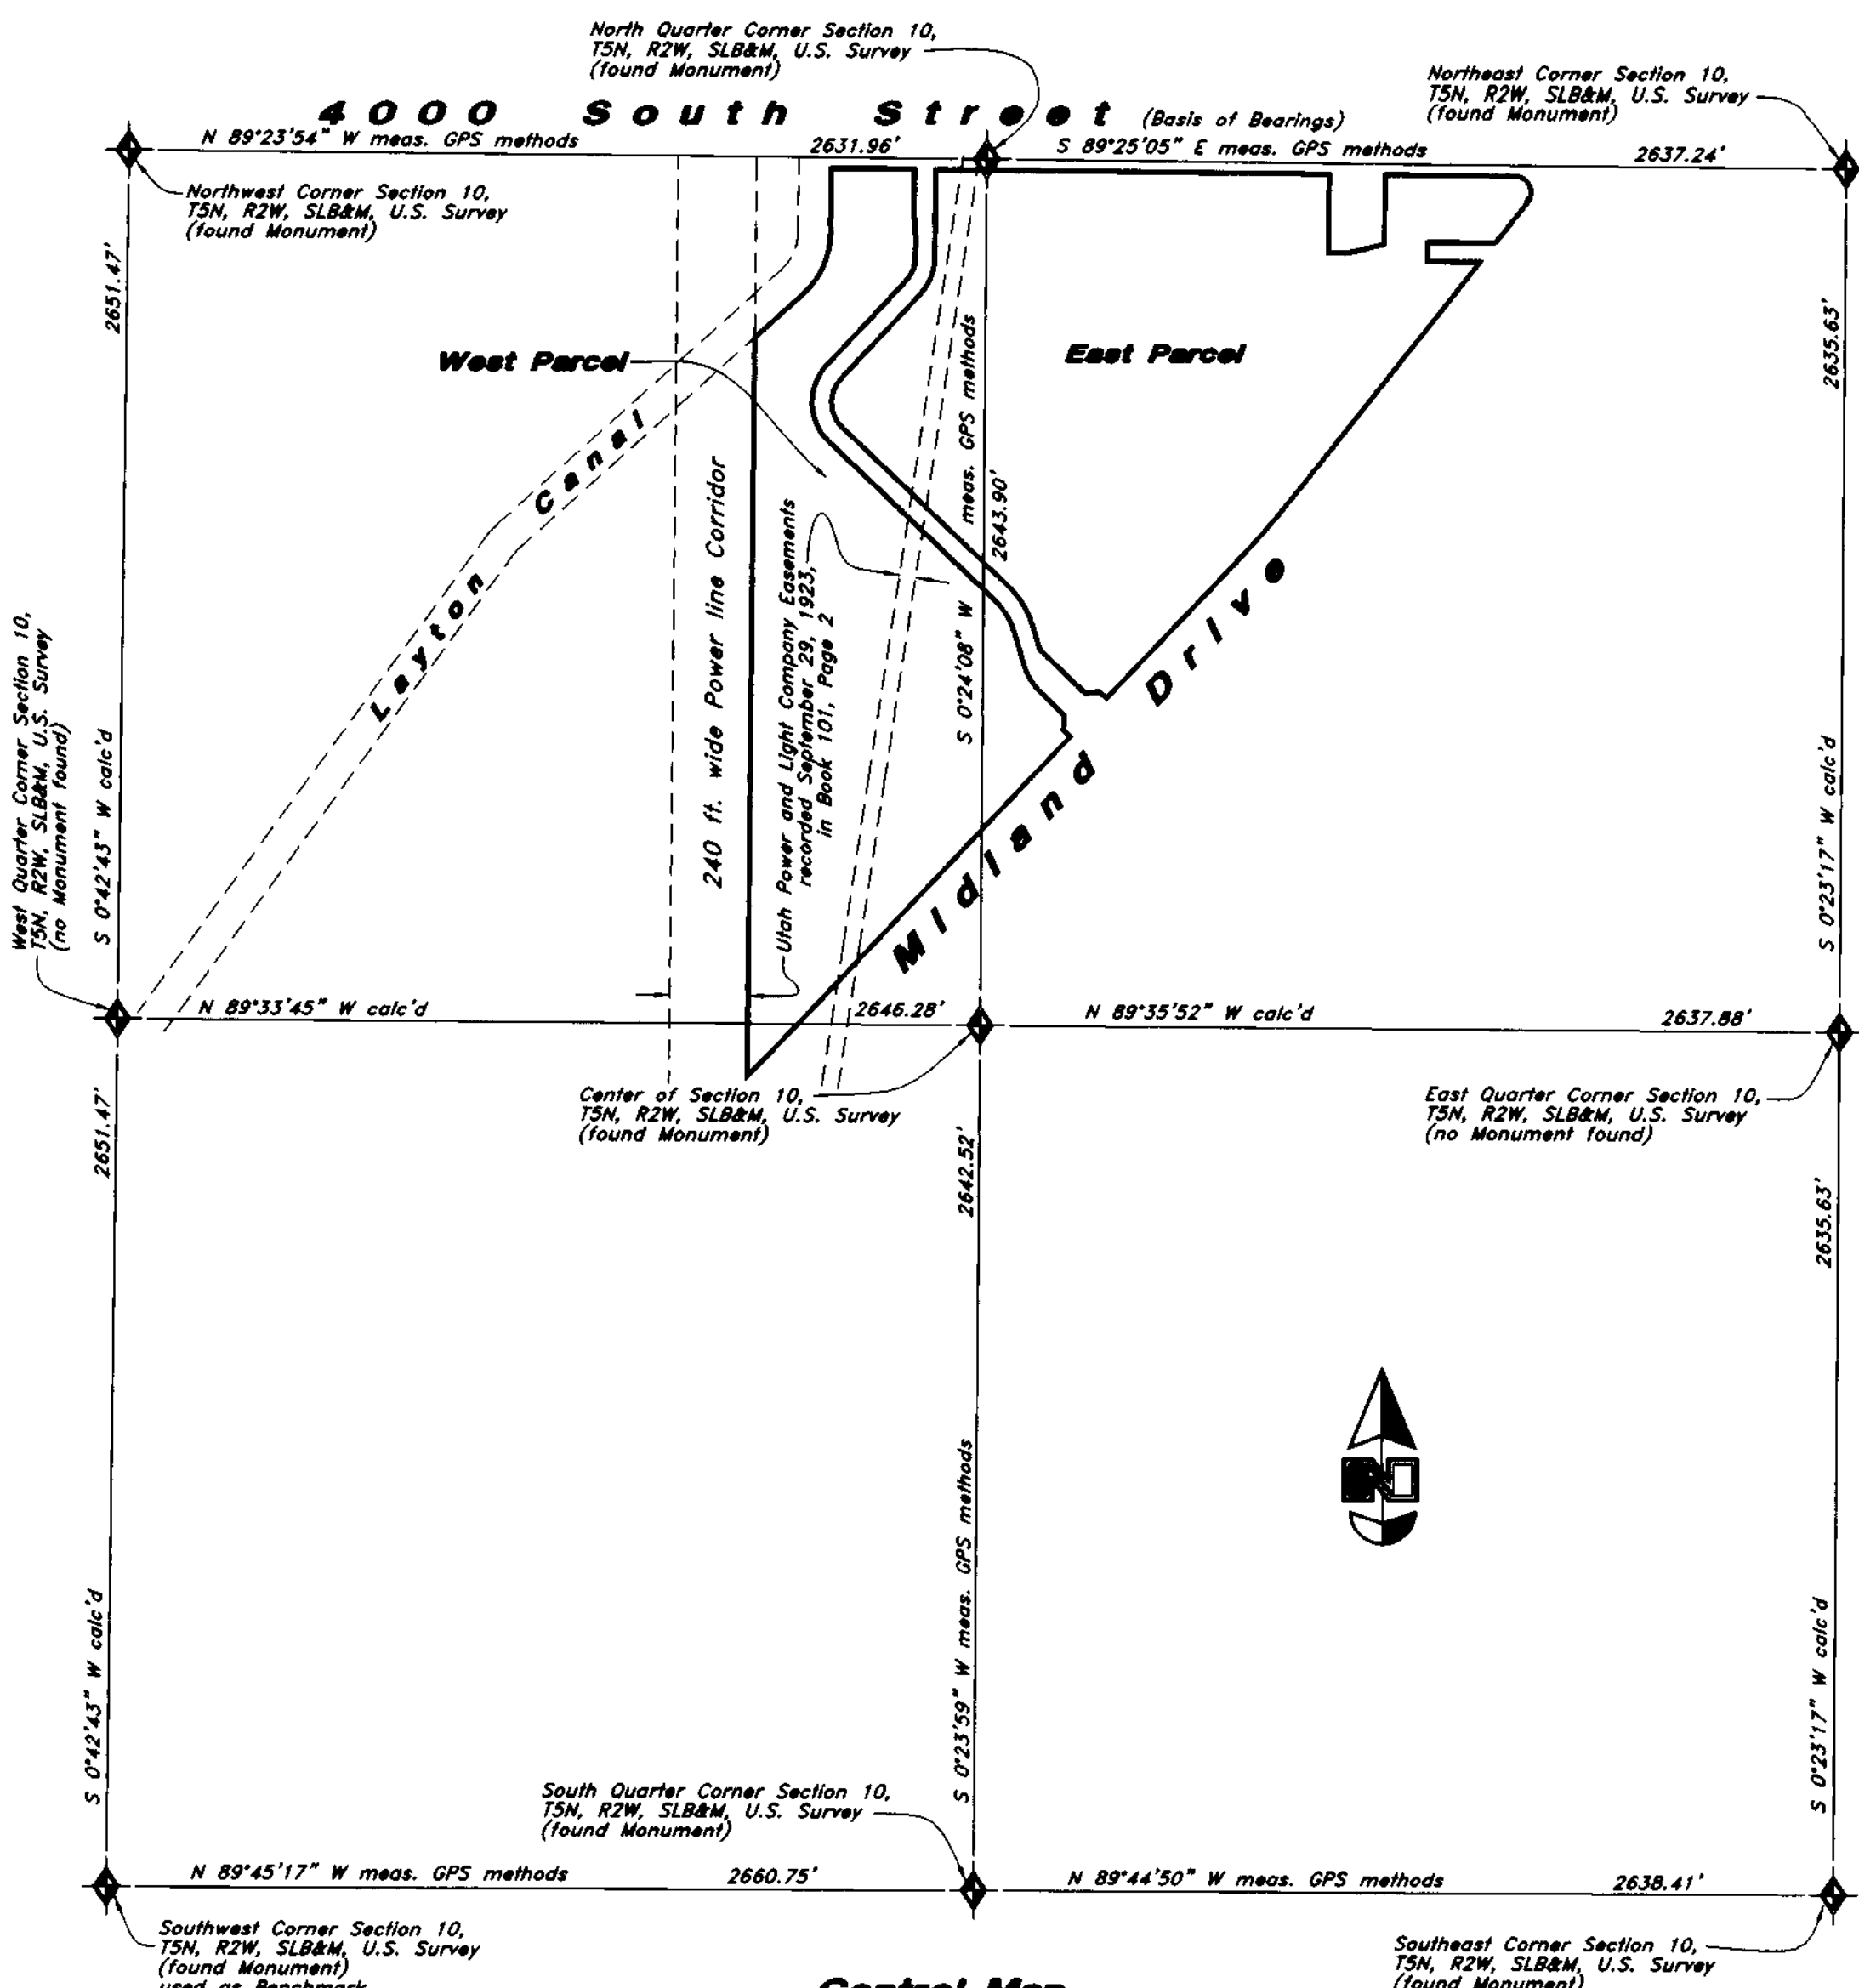 North Quarter Corner Section 10,
T5N, R2W, SLB&M, U.S. Survey
(found Monument)
Northeast Corner Section 10,
T5N, R2W, SLB&M, U.S. Survey
(found Monument)
4000 South Street (Basis of Bearings)
N 89°23'54" W meas. GPS methods
2631.96'
S 89°25'05" E meas. GPS methods
2637.24'
Northwest Corner Section 10,
T5N, R2W, SLB&M, U.S. Survey
(found Monument)
2651.47'
2635.63'
West Parcel
East Parcel
meas. GPS methods
2643.90'
S 0°24'08" W
Layton Canal
240 ft. wide Power line Corridor
Utah Power and Light Company Easements
recorded September 29, 1923,
in Book 101, Page 2
Midland Drive
West Quarter Corner Section 10,
T5N, R2W, SLB&M, U.S. Survey
(no Monument found)
S 0°42'43" W calc'd
S 0°23'17" W calc'd
N 89°33'45" W calc'd
2646.28'
N 89°35'52" W calc'd
2637.88'
Center of Section 10,
T5N, R2W, SLB&M, U.S. Survey
(found Monument)
East Quarter Corner Section 10,
T5N, R2W, SLB&M, U.S. Survey
(no Monument found)
2651.47'
2642.52'
2635.63'
S 0°42'43" W calc'd
S 0°23'59" W meas. GPS methods
S 0°23'17" W calc'd
South Quarter Corner Section 10,
T5N, R2W, SLB&M, U.S. Survey
(found Monument)
N 89°45'17" W meas. GPS methods
2660.75'
N 89°44'50" W meas. GPS methods
2638.41'
Southwest Corner Section 10,
T5N, R2W, SLB&M, U.S. Survey
(found Monument)
used as Benchmark
Southeast Corner Section 10,
T5N, R2W, SLB&M, U.S. Survey
(found Monument)
Control Map